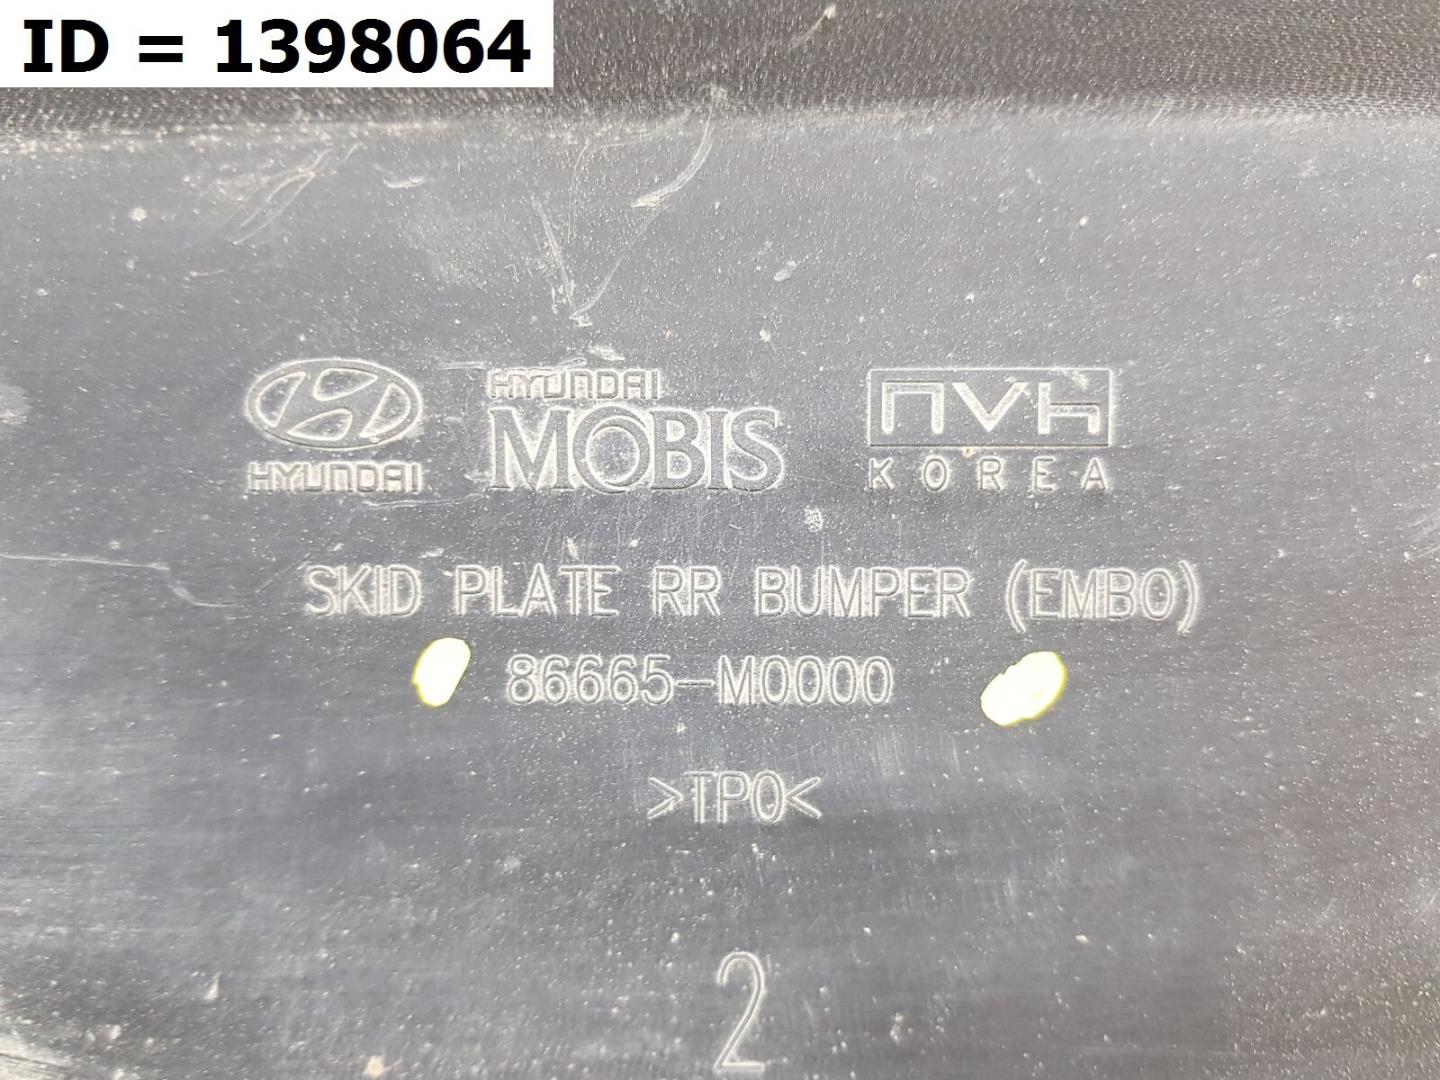 ID = 1398064
HYUNDAI
HYUNDAI
MOBIS
nvh
KOREA
SKID PLATE RR BUMPER (EMBO)
86665-M0000
>TPO<
2